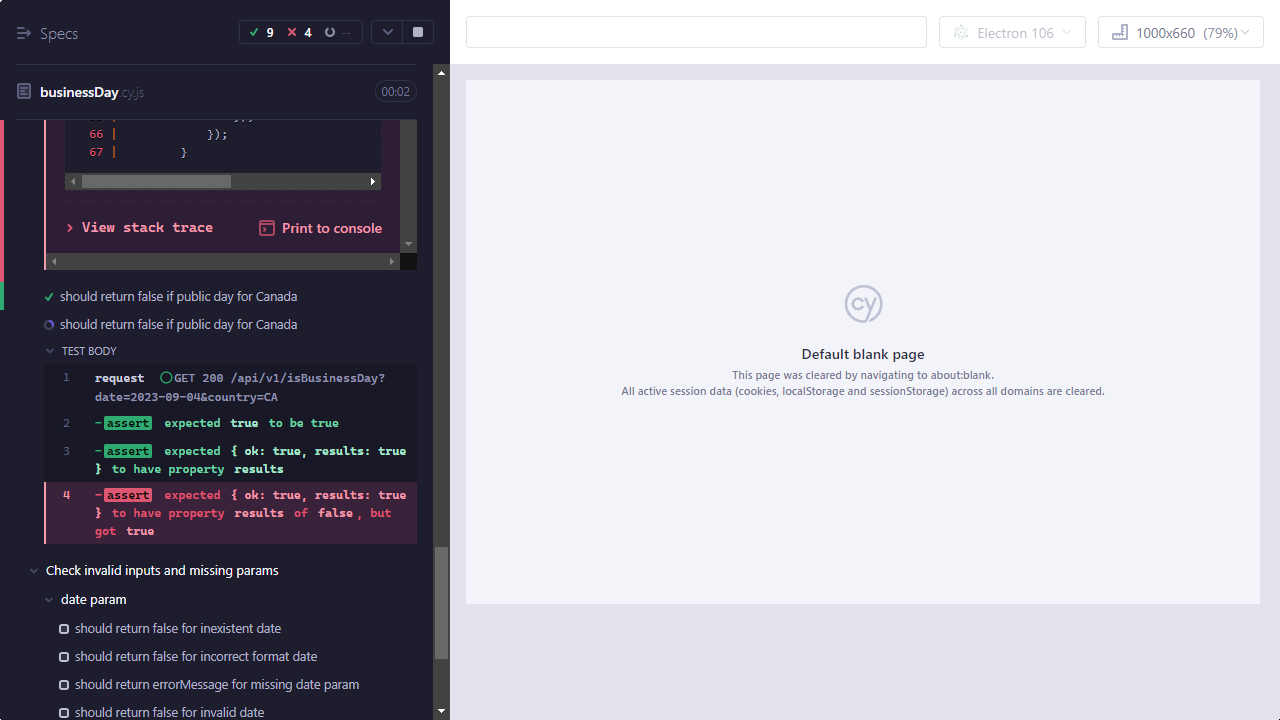 Specs
9 4 --
Electron 106
1000x660 (79%)
businessDay.cy.js
00:02
66 | });
67 | }
View stack trace
Print to console
should return false if public day for Canada
should return false if public day for Canada
TEST BODY
1 request GET 200 /api/v1/isBusinessDay?
date=2023-09-04&country=CA
2 -assert expected true to be true
3 -assert expected { ok: true, results: true
} to have property results
4 -assert expected { ok: true, results: true
} to have property results of false, but
got true
Check invalid inputs and missing params
date param
should return false for inexistent date
should return false for incorrect format date
should return errorMessage for missing date param
should return false for invalid date
cy
Default blank page
This page was cleared by navigating to about:blank.
All active session data (cookies, localStorage and sessionStorage) across all domains are cleared.